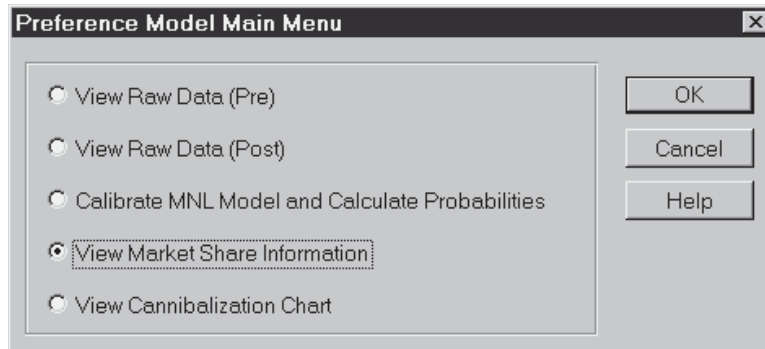 Preference Model Main Menu
View Raw Data (Pre)
View Raw Data (Post)
Calibrate MNL Model and Calculate Probabilities
View Market Share Information
View Cannibalization Chart
OK
Cancel
Help